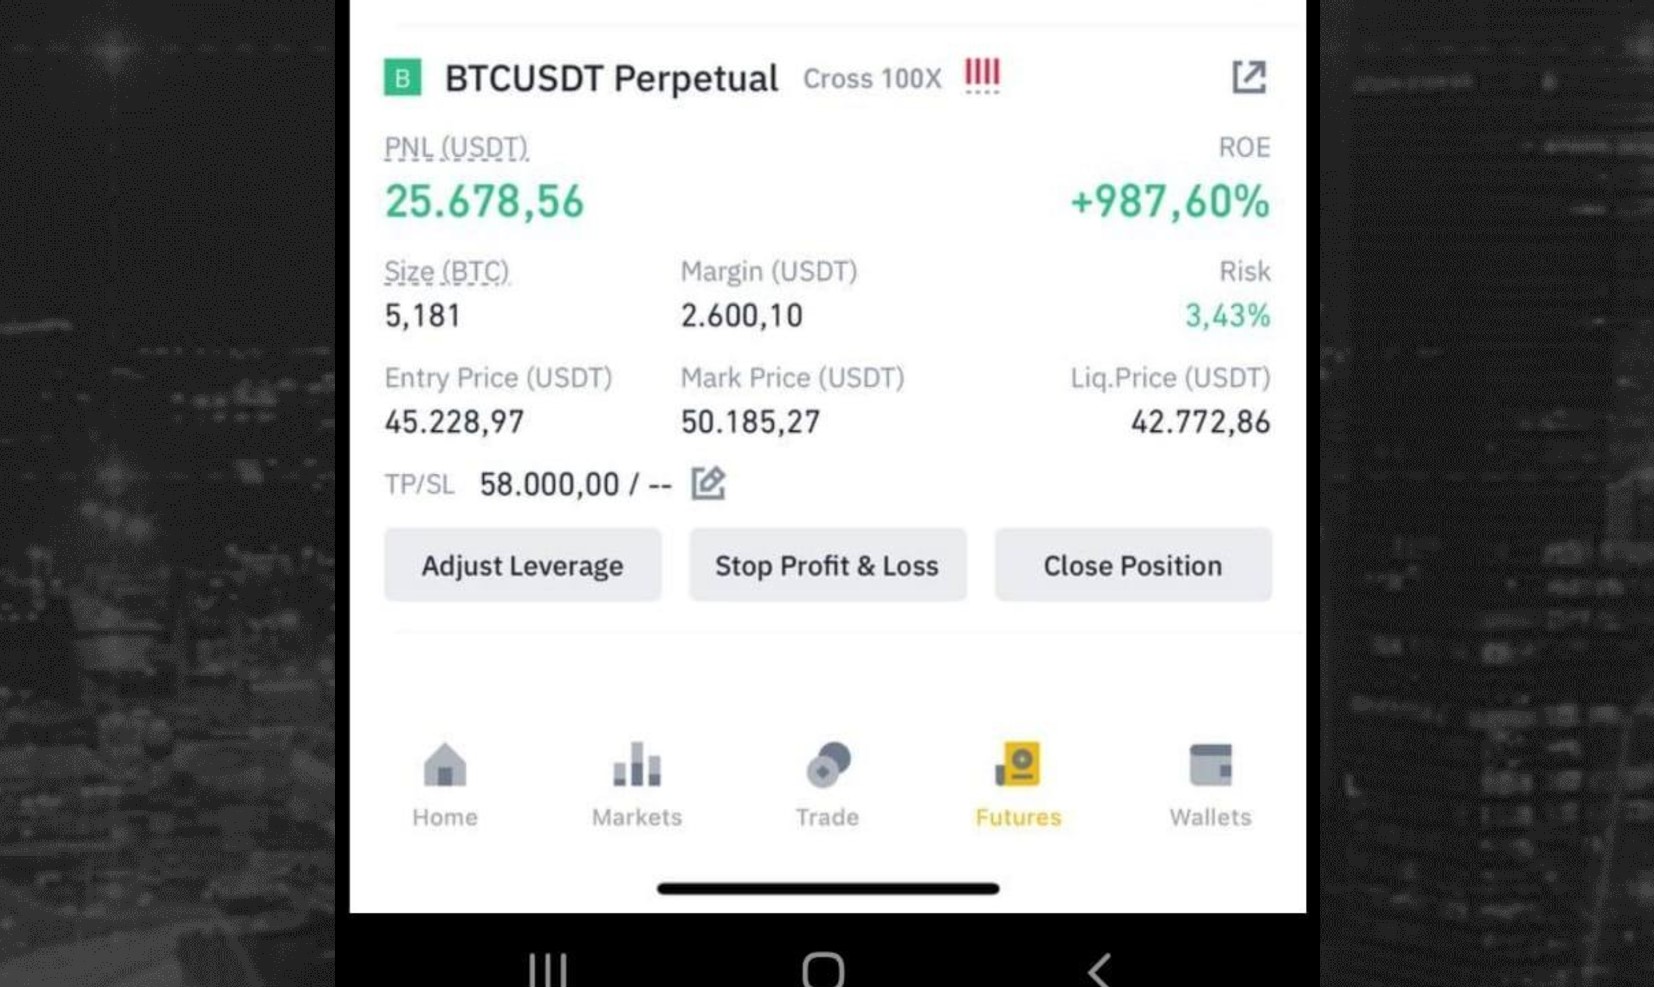 B BTCUSDT Perpetual Cross 100X
PNL (USDT) ROE
25.678,56 +987,60%
Size (BTC) Margin (USDT) Risk
5,181 2.600,10 3,43%
Entry Price (USDT) Mark Price (USDT) Liq.Price (USDT)
45.228,97 50.185,27 42.772,86
TP/SL 58.000,00 / --
Adjust Leverage Stop Profit & Loss Close Position
Home Markets Trade Futures Wallets